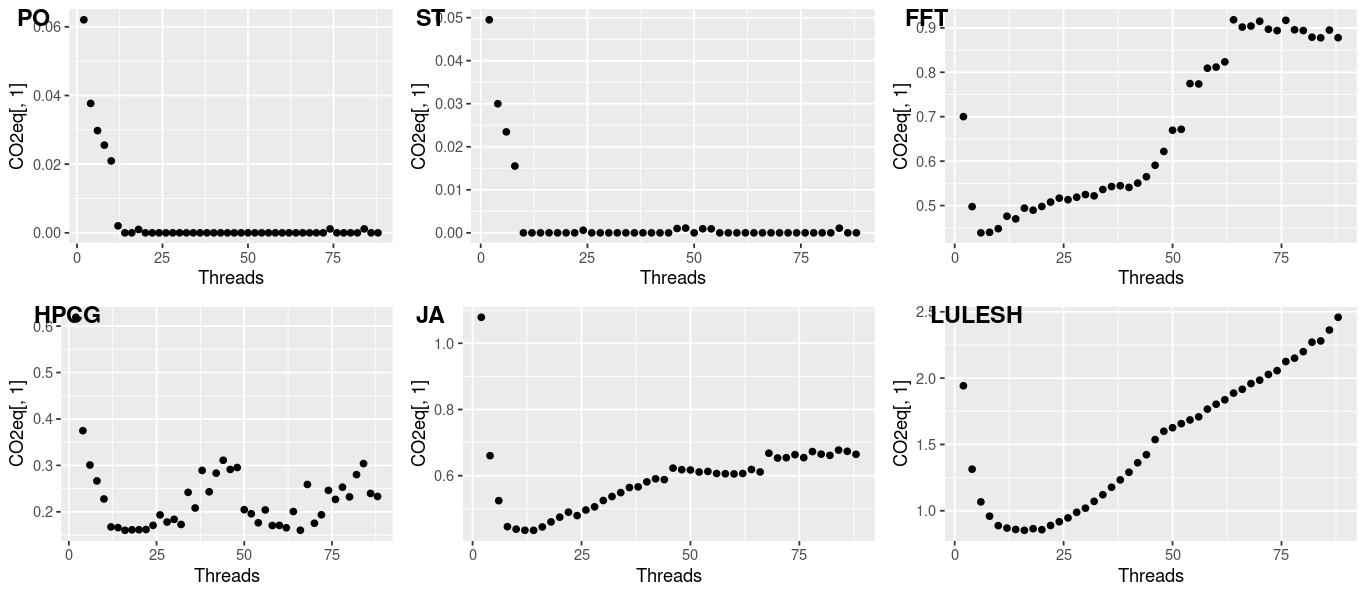 PO
CO2eq[, 1]
0.06
0.04
0.02
0.00
0
25
50
75
Threads
ST
CO2eq[, 1]
0.05
0.04
0.03
0.02
0.01
0.00
0
25
50
75
Threads
FFT
CO2eq[, 1]
0.9
0.8
0.7
0.6
0.5
0
25
50
75
Threads
HPCG
CO2eq[, 1]
0.6
0.5
0.4
0.3
0.2
0
25
50
75
Threads
JA
CO2eq[, 1]
1.0
0.8
0.6
0
25
50
75
Threads
LULESH
CO2eq[, 1]
2.5
2.0
1.5
1.0
0
25
50
75
Threads